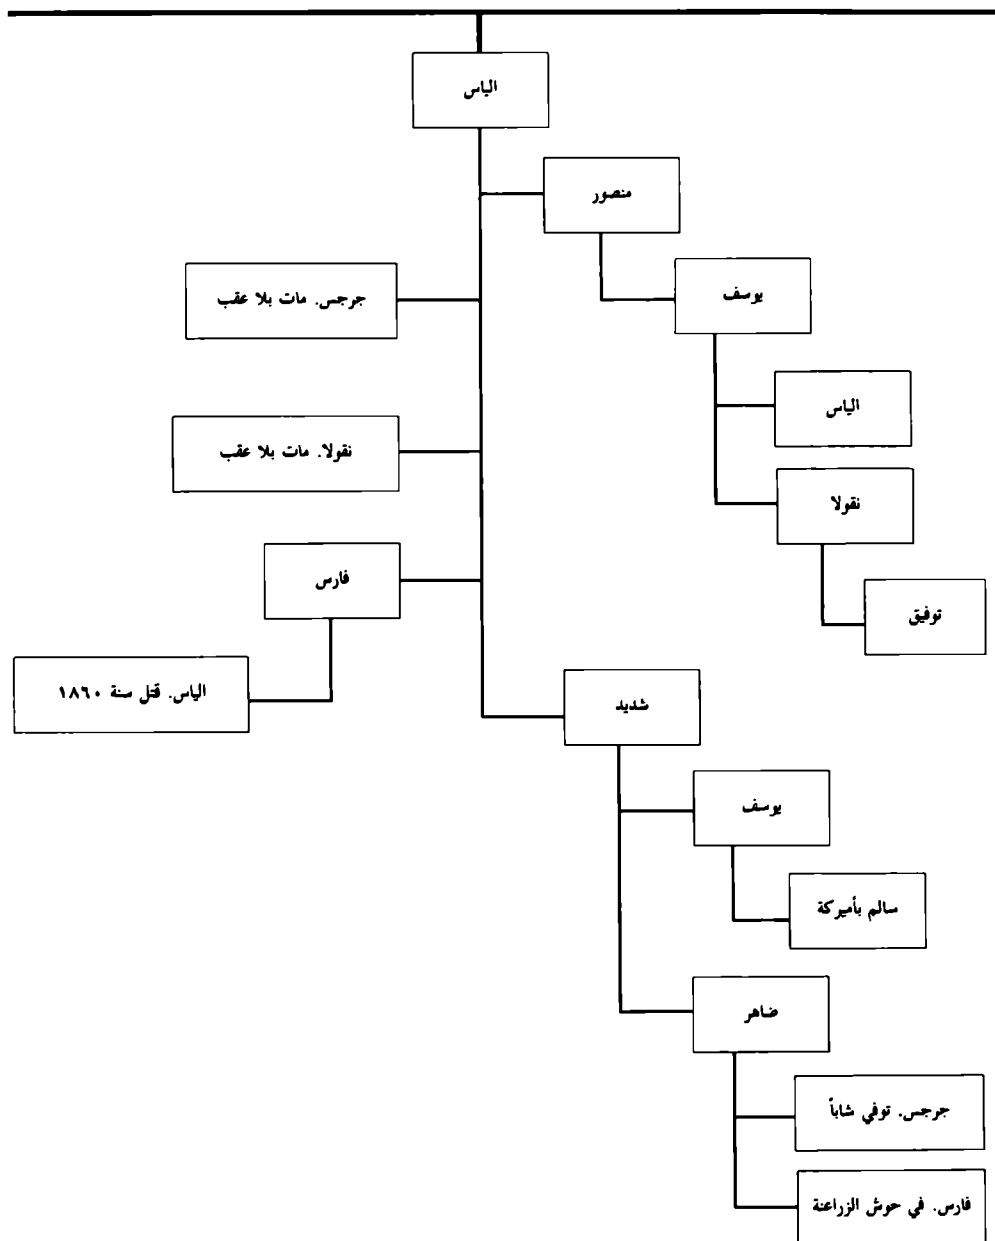 الياس
منصور
يوسف
جرجس. مات بلا عقب
الياس
نقولا. مات بلا عقب
نقولا
فارس
توفيق
الياس. قتل سنة ١٨٦٠
شديد
يوسف
سالم بأميركة
ضاهر
جرجس. توفي شاباً
فارس. في حوش الزراعنة